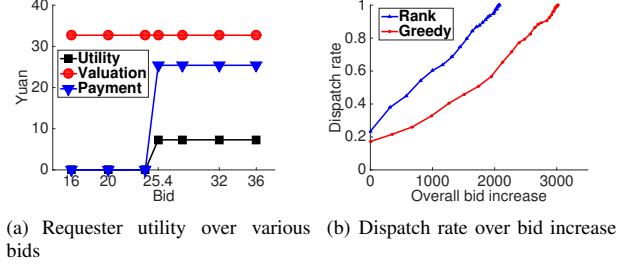 40
30
20
10
0
Yuan
Utility
Valuation
Payment
16 20 25.4 32 36
Bid
1
0.8
0.6
0.4
0.2
0
Dispatch rate
Rank
Greedy
0 1000 2000 3000
Overall bid increase
(a) Requester utility over various bids
(b) Dispatch rate over bid increase